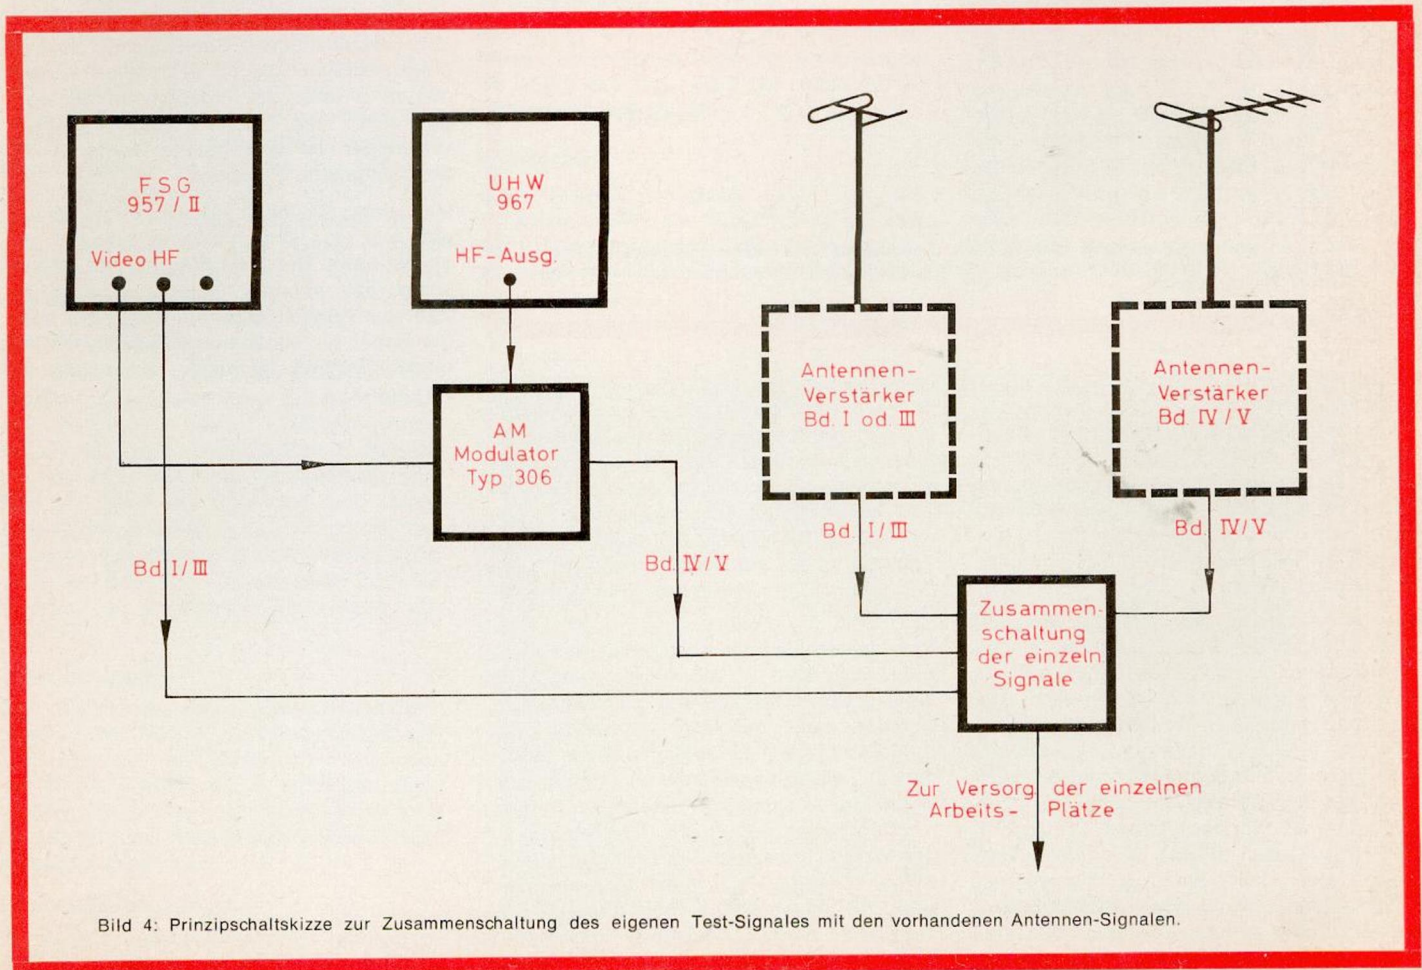 FSG
957 / II
Video HF
UHW
967
HF-Ausg.
AM
Modulator
Typ 306
Antennen-
Verstärker
Bd. I od. III
Antennen-
Verstärker
Bd. IV / V
Bd. I / III
Bd. IV / V
Bd. I / III
Bd. IV/V
Zusammen-
schaltung
der einzeln.
Signale
Zur Versorg. der einzelnen
Arbeits- Plätze
Bild 4: Prinzipschaltskizze zur Zusammenschaltung des eigenen Test-Signales mit den vorhandenen Antennen-Signalen.